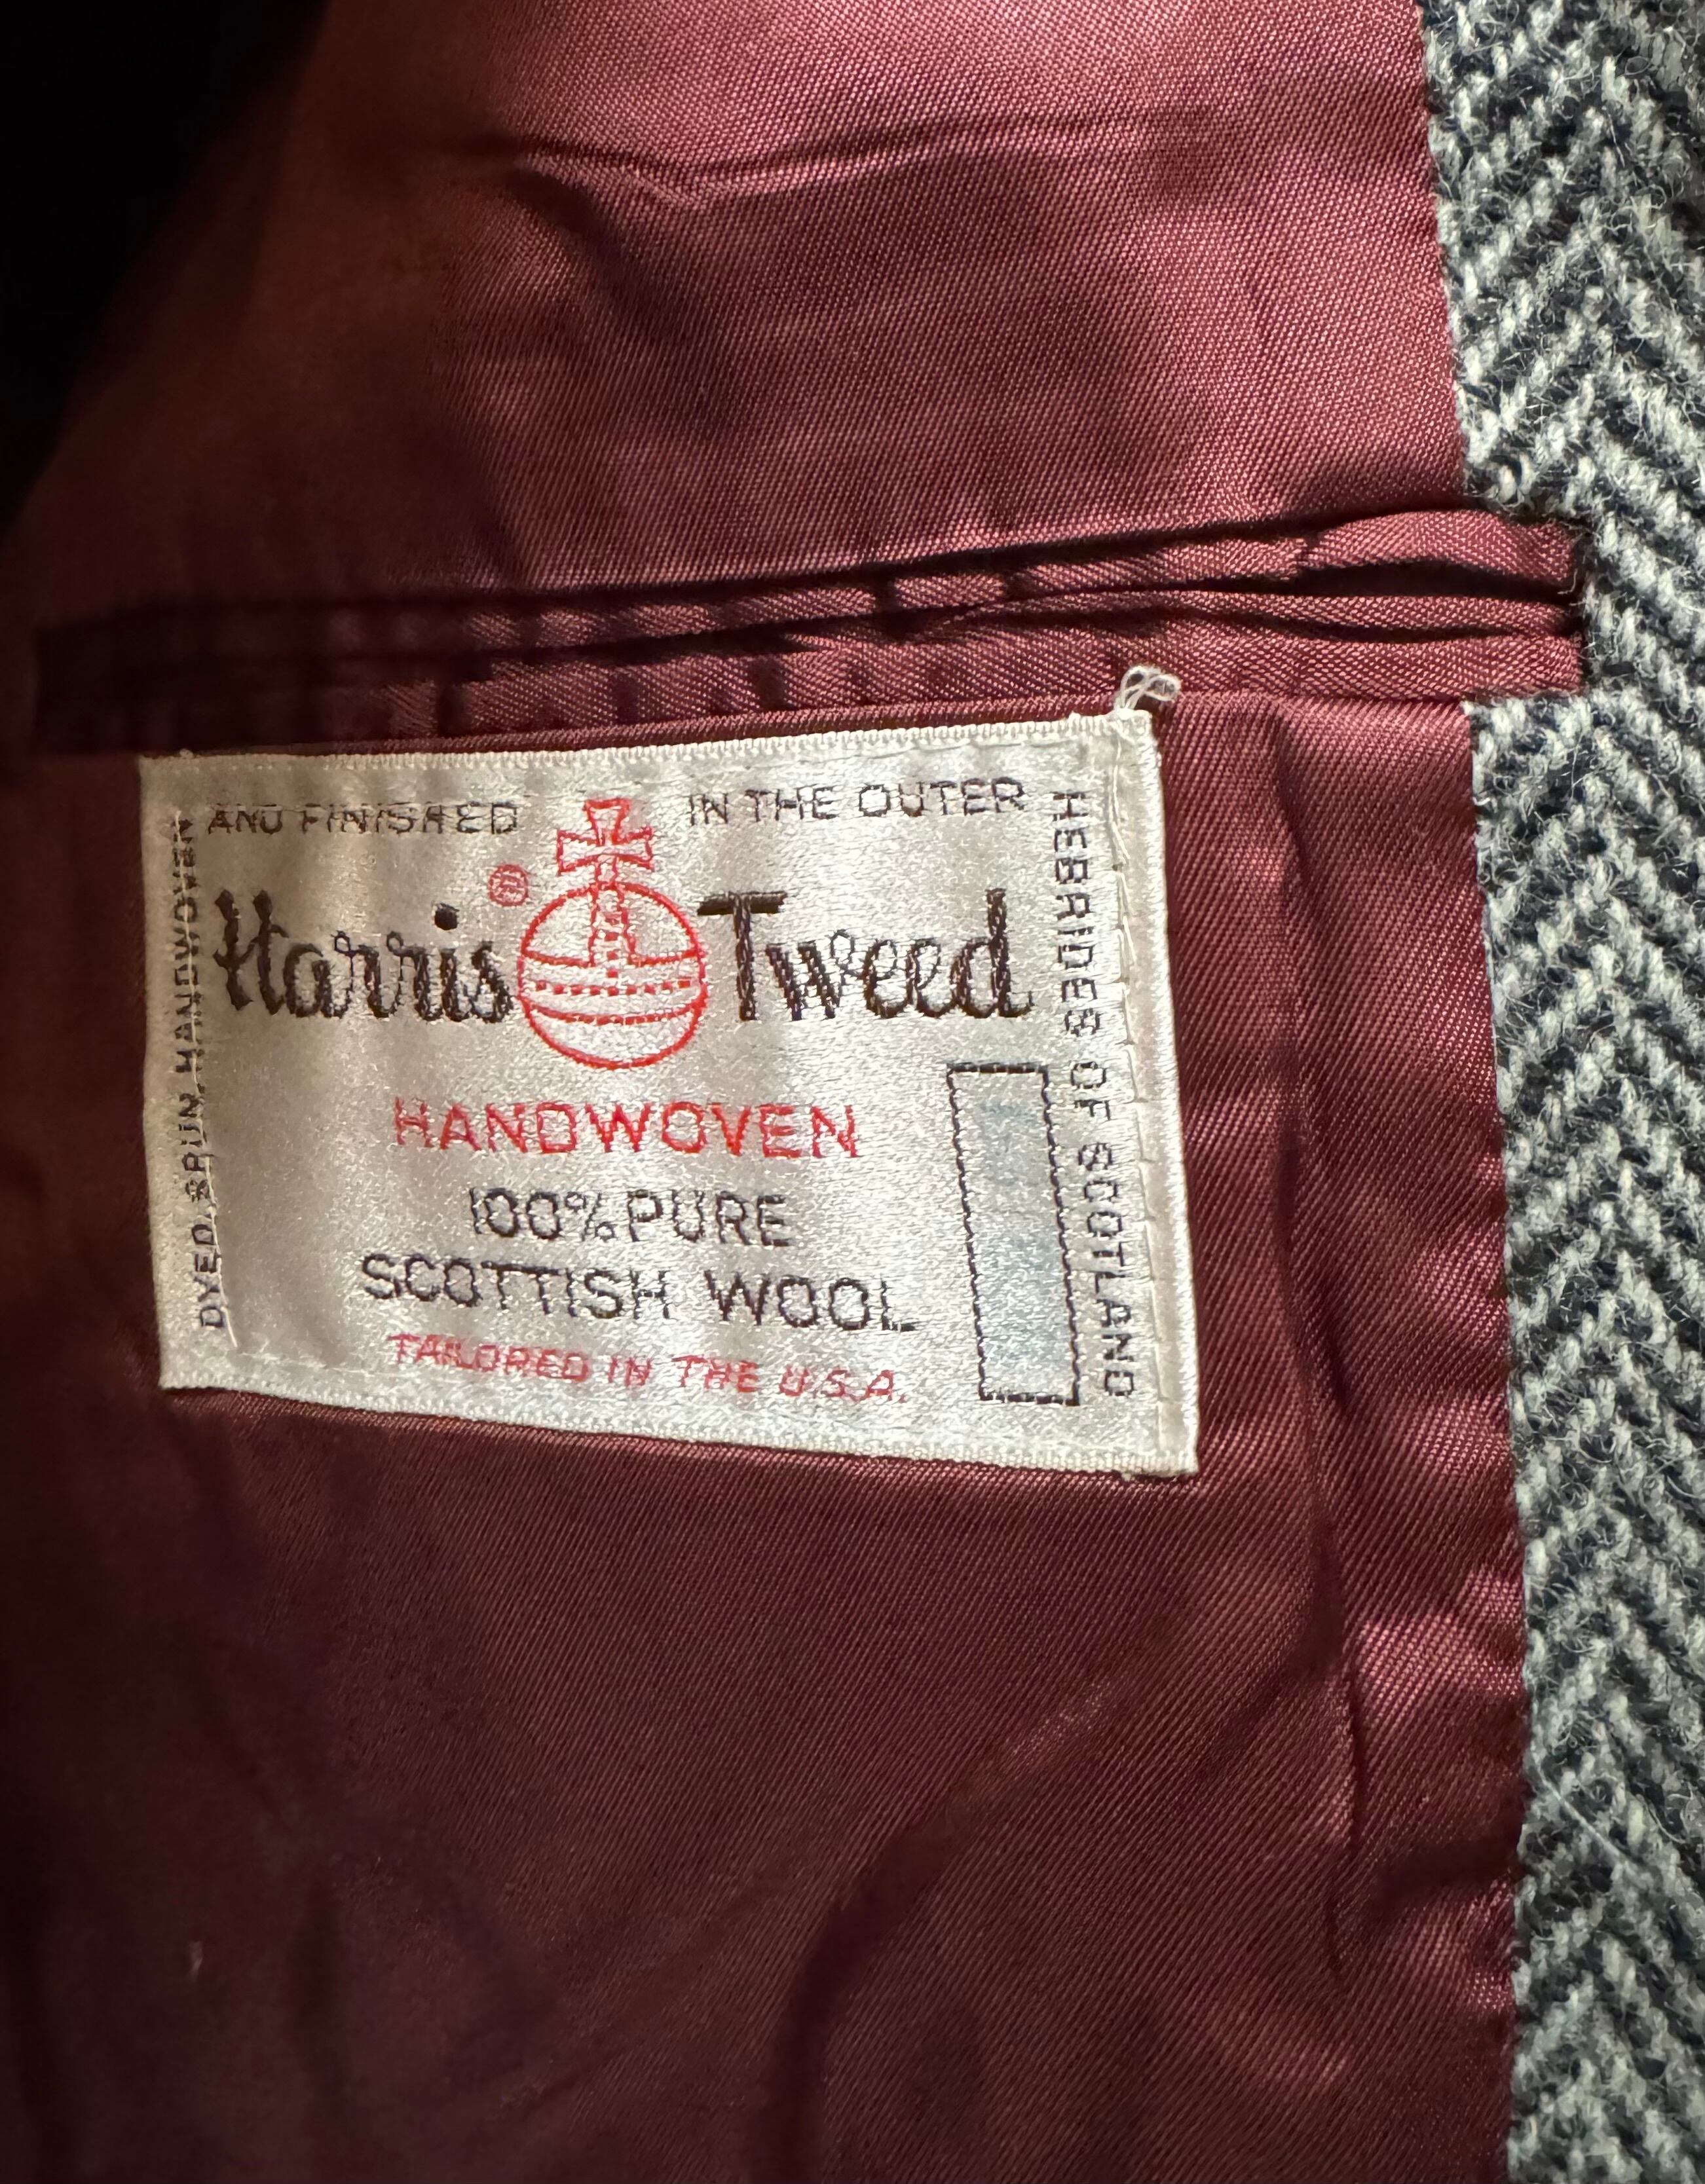 DYED, SPUN, HANDWOVEN
AND FINISHED IN THE OUTER
HEBRIDES OF SCOTLAND
Harris ® Tweed
HANDWOVEN
100% PURE
SCOTTISH WOOL
TAILORED IN THE U.S.A.